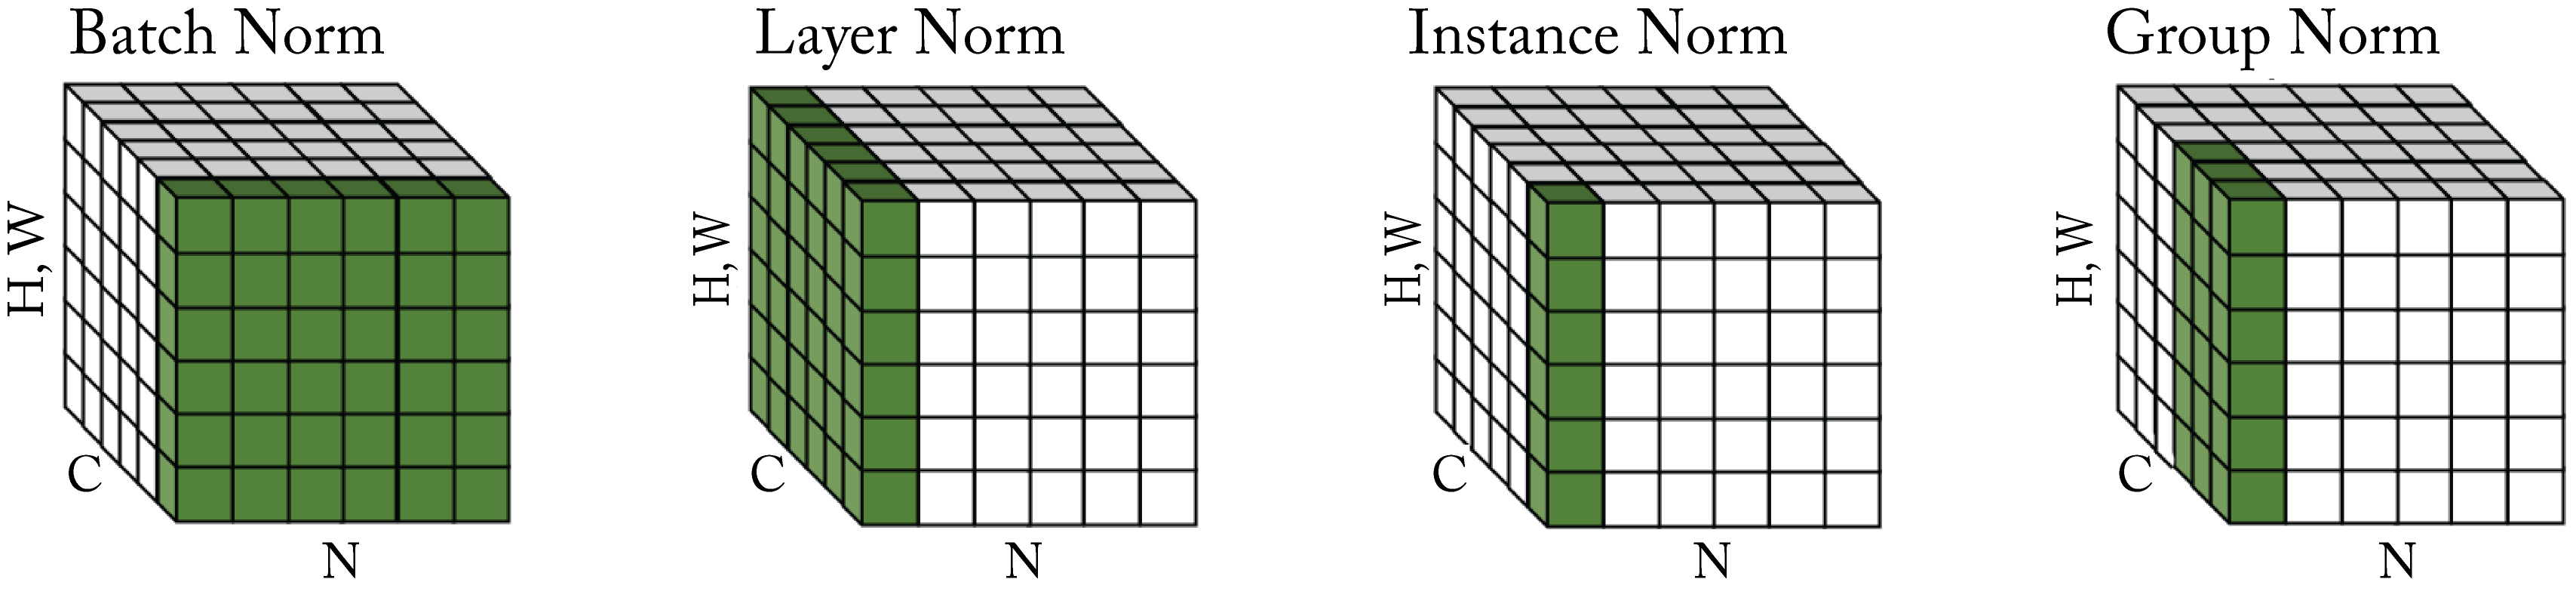 Batch Norm
Layer Norm
Instance Norm
Group Norm
H, W
C
N
H, W
C
N
H, W
C
N
H, W
C
N